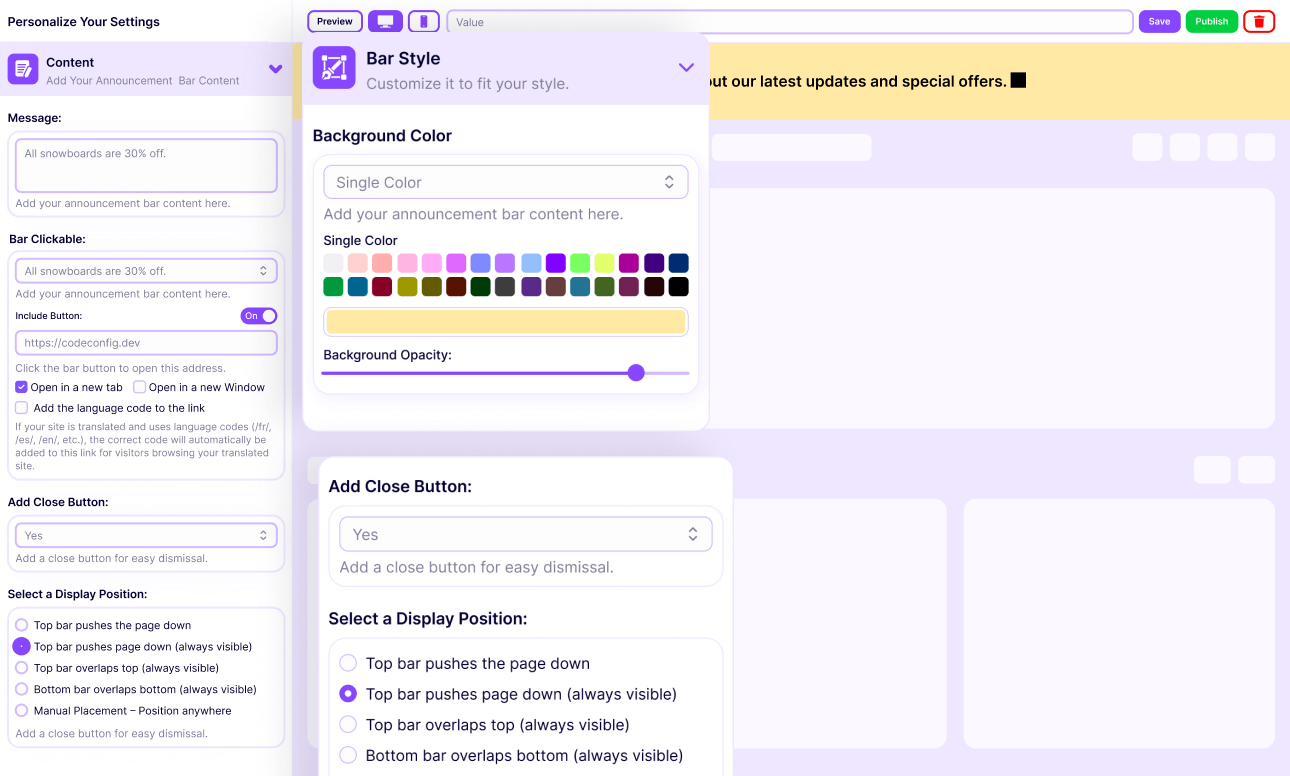 Personalize Your Settings
Content
Add Your Announcement Bar Content
Message:
All snowboards are 30% off.
Add your announcement bar content here.
Bar Clickable:
All snowboards are 30% off.
Add your announcement bar content here.
Include Button:
On
https://codeconfig.dev
Click the bar button to open this address.
Open in a new tab
Open in a new Window
Add the language code to the link
If your site is translated and uses language codes (/fr/,
/es/, /en/, etc.), the correct code will automatically be
added to this link for visitors browsing your translated
site.
Add Close Button:
Yes
Add a close button for easy dismissal.
Select a Display Position:
Top bar pushes the page down
Top bar pushes page down (always visible)
Top bar overlaps top (always visible)
Bottom bar overlaps bottom (always visible)
Manual Placement – Position anywhere
Add a close button for easy dismissal.
Preview
Value
Save
Publish
out our latest updates and special offers.
Bar Style
Customize it to fit your style.
Background Color
Single Color
Add your announcement bar content here.
Single Color
Background Opacity:
Add Close Button:
Yes
Add a close button for easy dismissal.
Select a Display Position:
Top bar pushes the page down
Top bar pushes page down (always visible)
Top bar overlaps top (always visible)
Bottom bar overlaps bottom (always visible)